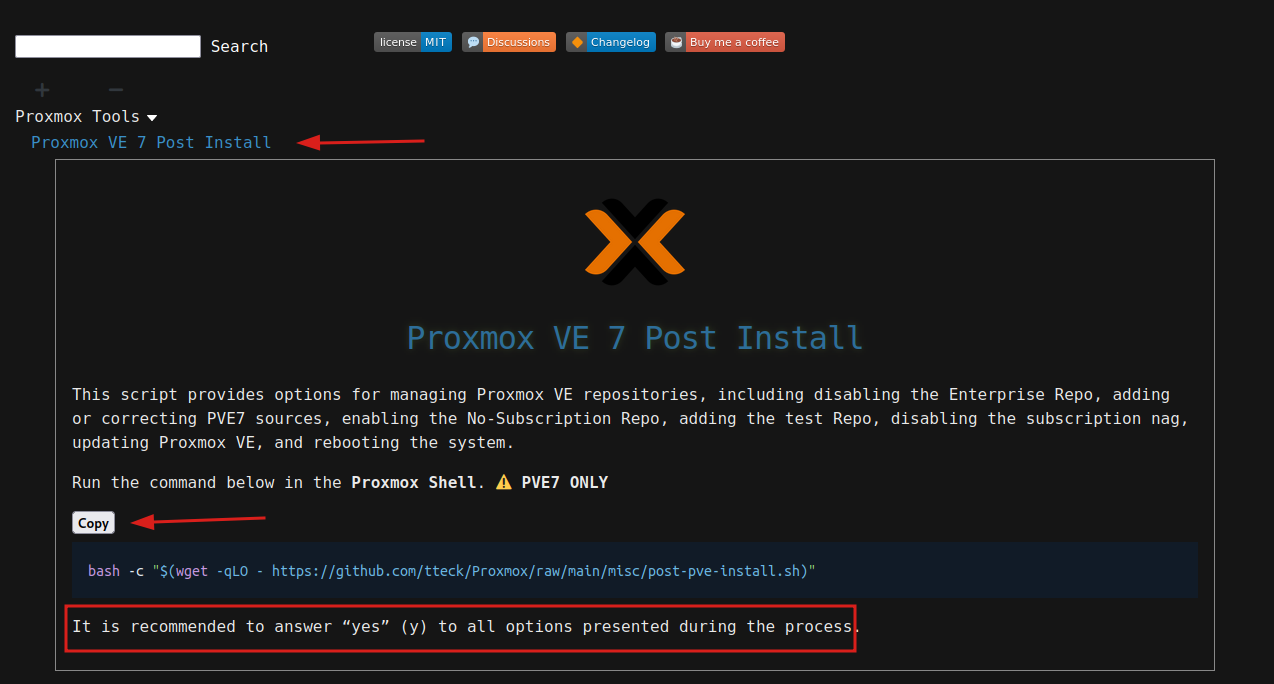 Search
license MIT
Discussions
Changelog
Buy me a coffee
+ −
Proxmox Tools
Proxmox VE 7 Post Install
Proxmox VE 7 Post Install
This script provides options for managing Proxmox VE repositories, including disabling the Enterprise Repo, adding
or correcting PVE7 sources, enabling the No-Subscription Repo, adding the test Repo, disabling the subscription nag,
updating Proxmox VE, and rebooting the system.
Run the command below in the Proxmox Shell. ⚠️ PVE7 ONLY
Copy
bash -c "$(wget -qLO - https://github.com/tteck/Proxmox/raw/main/misc/post-pve-install.sh)"
It is recommended to answer “yes” (y) to all options presented during the process.